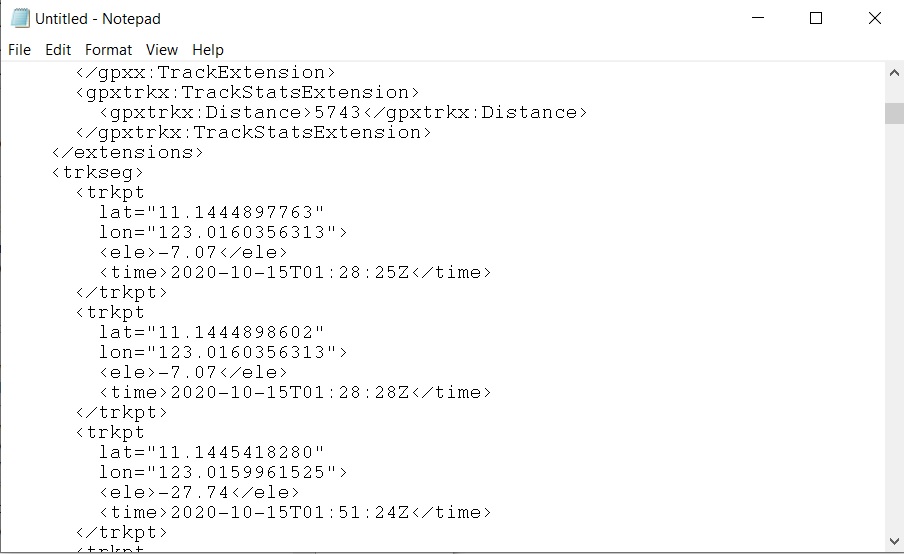 Untitled - Notepad
File Edit Format View Help
</gpxx:TrackExtension>
<gpxtrkx:TrackStatsExtension>
<gpxtrkx:Distance>5743</gpxtrkx:Distance>
</gpxtrkx:TrackStatsExtension>
</extensions>
<trkseg>
<trkpt
lat="11.1444897763"
lon="123.0160356313">
<ele>-7.07</ele>
<time>2020-10-15T01:28:25Z</time>
</trkpt>
<trkpt
lat="11.1444898602"
lon="123.0160356313">
<ele>-7.07</ele>
<time>2020-10-15T01:28:28Z</time>
</trkpt>
<trkpt
lat="11.1445418280"
lon="123.0159961525">
<ele>-27.74</ele>
<time>2020-10-15T01:51:24Z</time>
</trkpt>
<trkpt